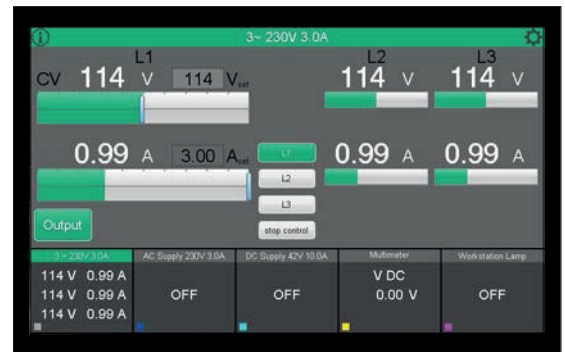 3~ 230V 3.0A
L1 L2 L3
CV 114 V 114 Vset 114 V 114 V
0.99 A 3.00 Aset L1 0.99 A 0.99 A
L2
L3
Output stop control
3 ~ 230V 3.0A AC Supply 230V 3.0A DC Supply 42V 10.0A Multimeter Workstation Lamp
114 V 0.99 A V DC
114 V 0.99 A OFF OFF 0.00 V OFF
114 V 0.99 A